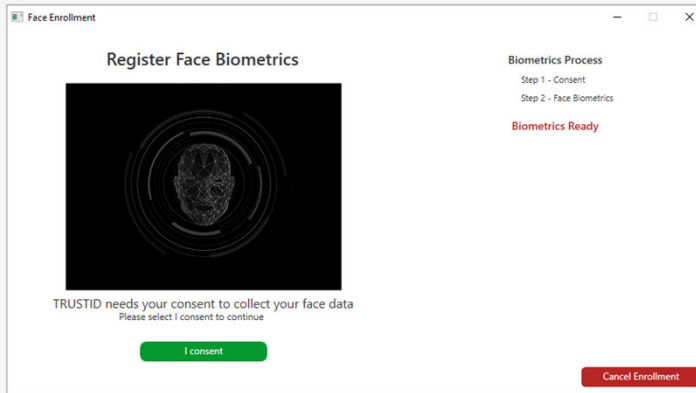 Face Enrollment
Register Face Biometrics
TRUSTID needs your consent to collect your face data
Please select I consent to continue
I consent
Biometrics Process
Step 1 - Consent
Step 2 - Face Biometrics
Biometrics Ready
Cancel Enrollment